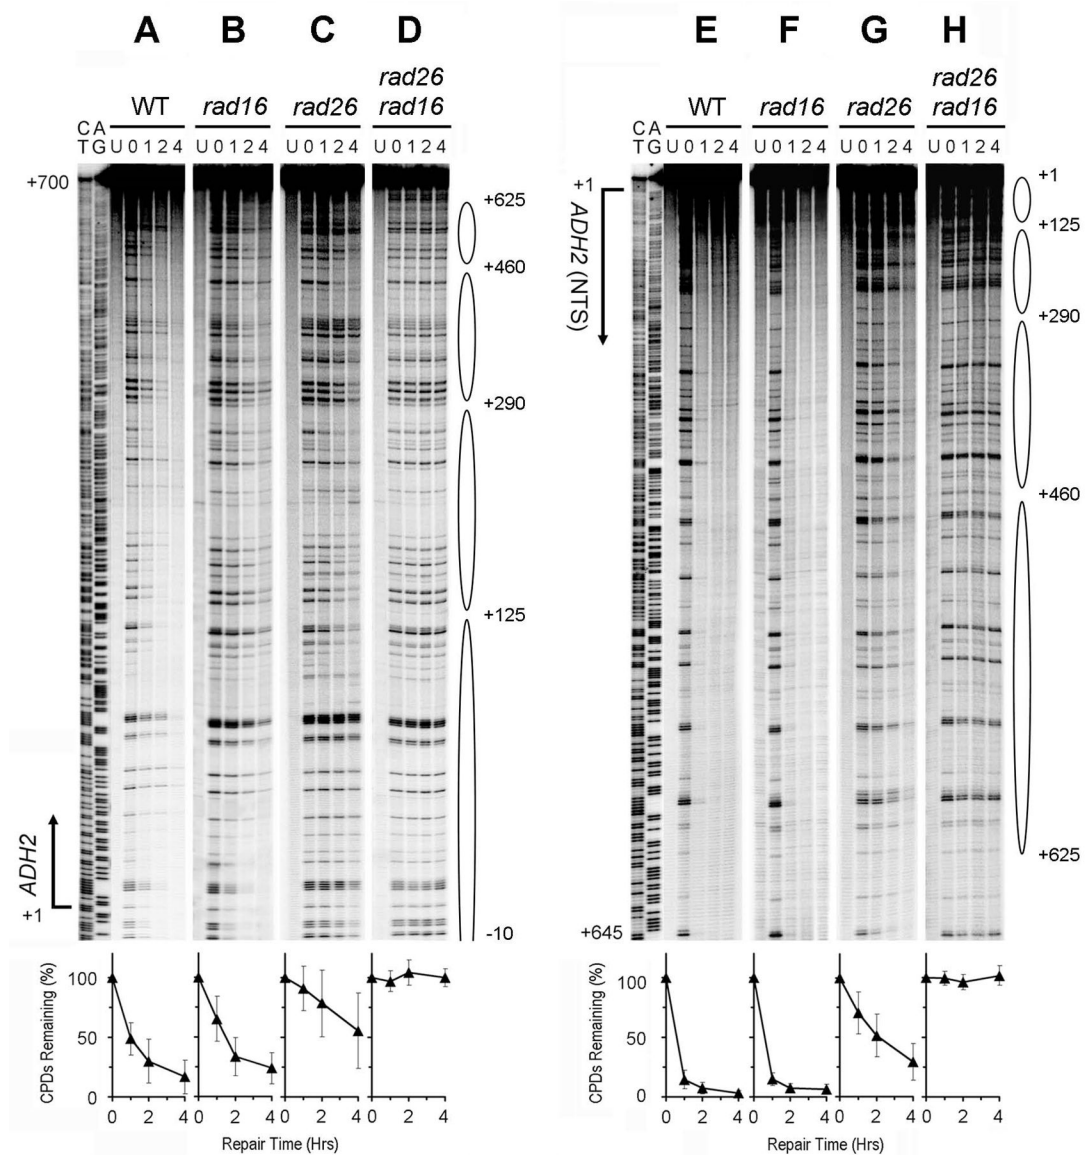 A B C D E F G H
rad26 rad26
WT rad16 rad26 rad16 WT rad16 rad26 rad16
C A C A
T G U 0 1 2 4 U 0 1 2 4 U 0 1 2 4 U 0 1 2 4 T G U 0 1 2 4 U 0 1 2 4 U 0 1 2 4 U 0 1 2 4
+700 +625 +1 +1
+125
+460
ADH2 (NTS)
+290
+290
+460
+125
ADH2
+625
+1 -10 +645
CPDs Remaining (%)
100
50
0
0 2 4 0 2 4 0 2 4 0 2 4
Repair Time (Hrs)
CPDs Remaining (%)
100
50
0
0 2 4 0 2 4 0 2 4 0 2 4
Repair Time (Hrs)